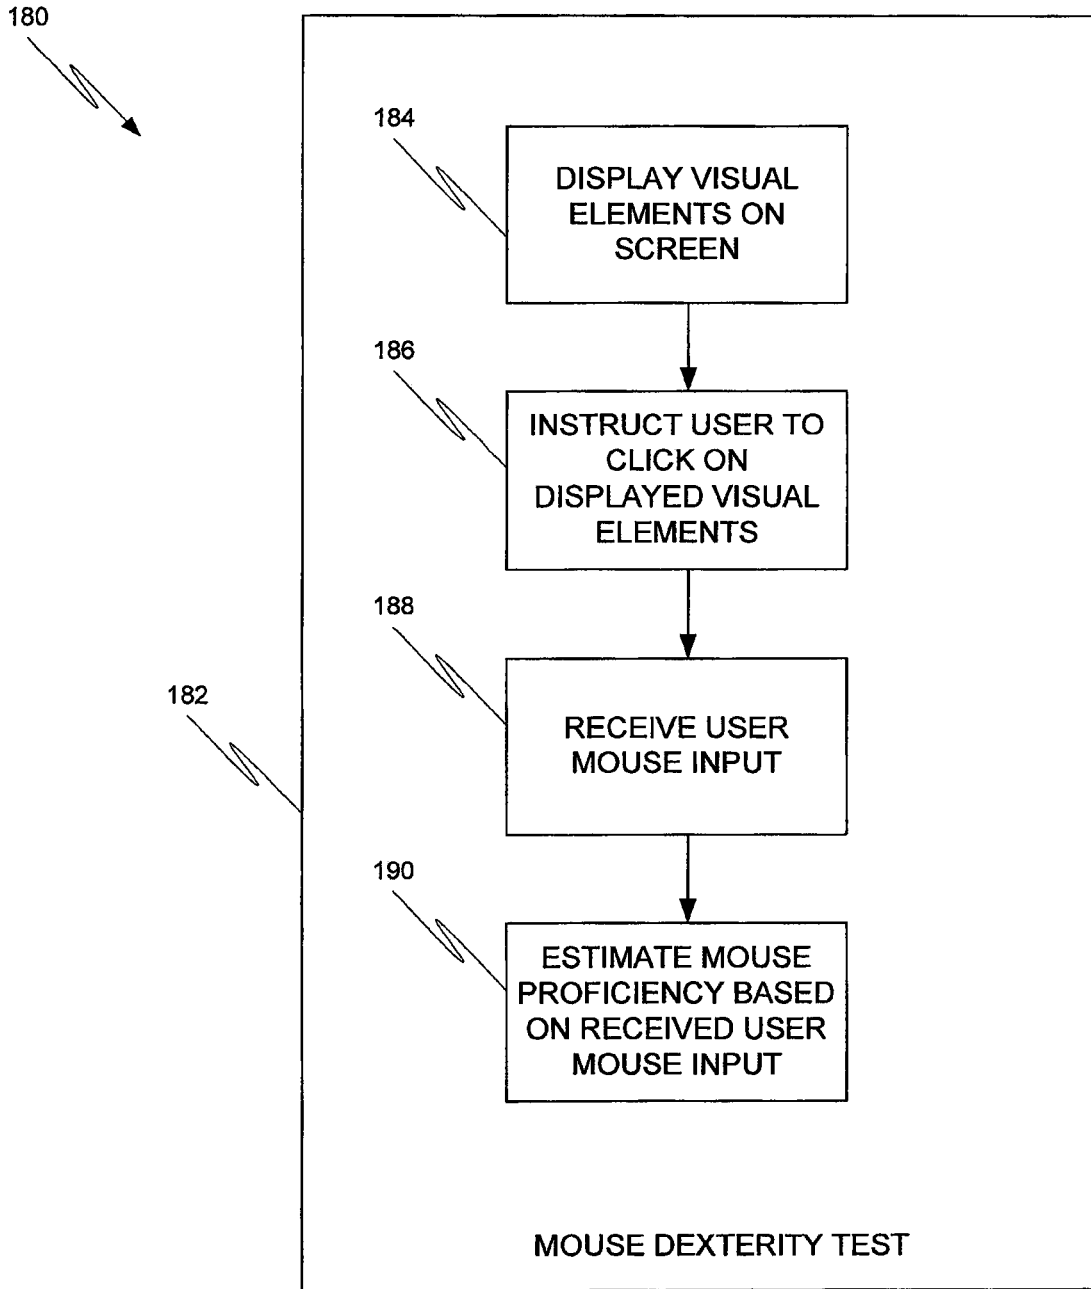 180
184
DISPLAY VISUAL
ELEMENTS ON
SCREEN
186
INSTRUCT USER TO
CLICK ON
DISPLAYED VISUAL
ELEMENTS
188
RECEIVE USER
MOUSE INPUT
182
190
ESTIMATE MOUSE
PROFICIENCY BASED
ON RECEIVED USER
MOUSE INPUT
MOUSE DEXTERITY TEST